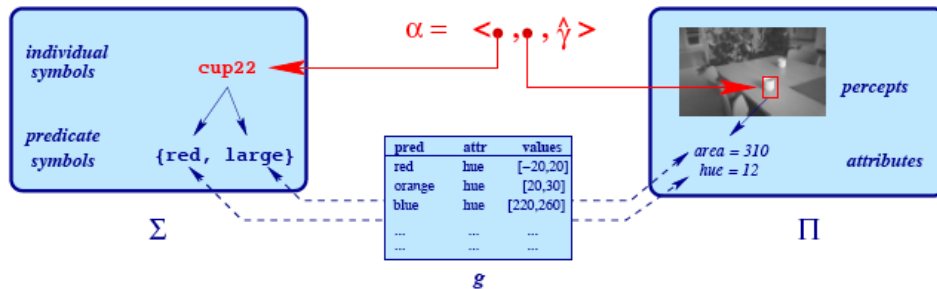 α = < , , γ̂ >
individual
symbols
cup22
predicate
symbols
{red, large}
Σ
pred attr values
red hue [−20,20]
orange hue [20,30]
blue hue [220,260]
... ... ...
... ... ...
g
percepts
area = 310
hue = 12
attributes
Π